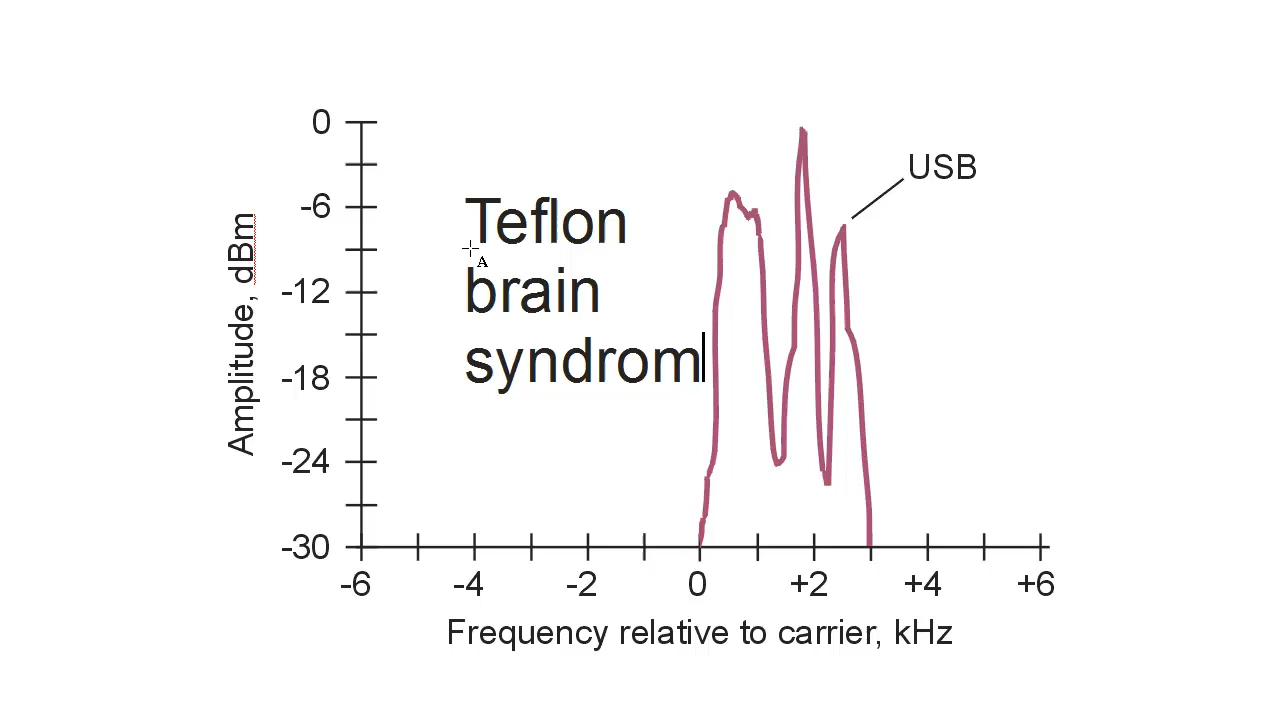 0
USB
-6
Teflon
-12
brain
syndrom
-18
-24
-30
Amplitude, dBm
-6 -4 -2 0 +2 +4 +6
Frequency relative to carrier, kHz
A